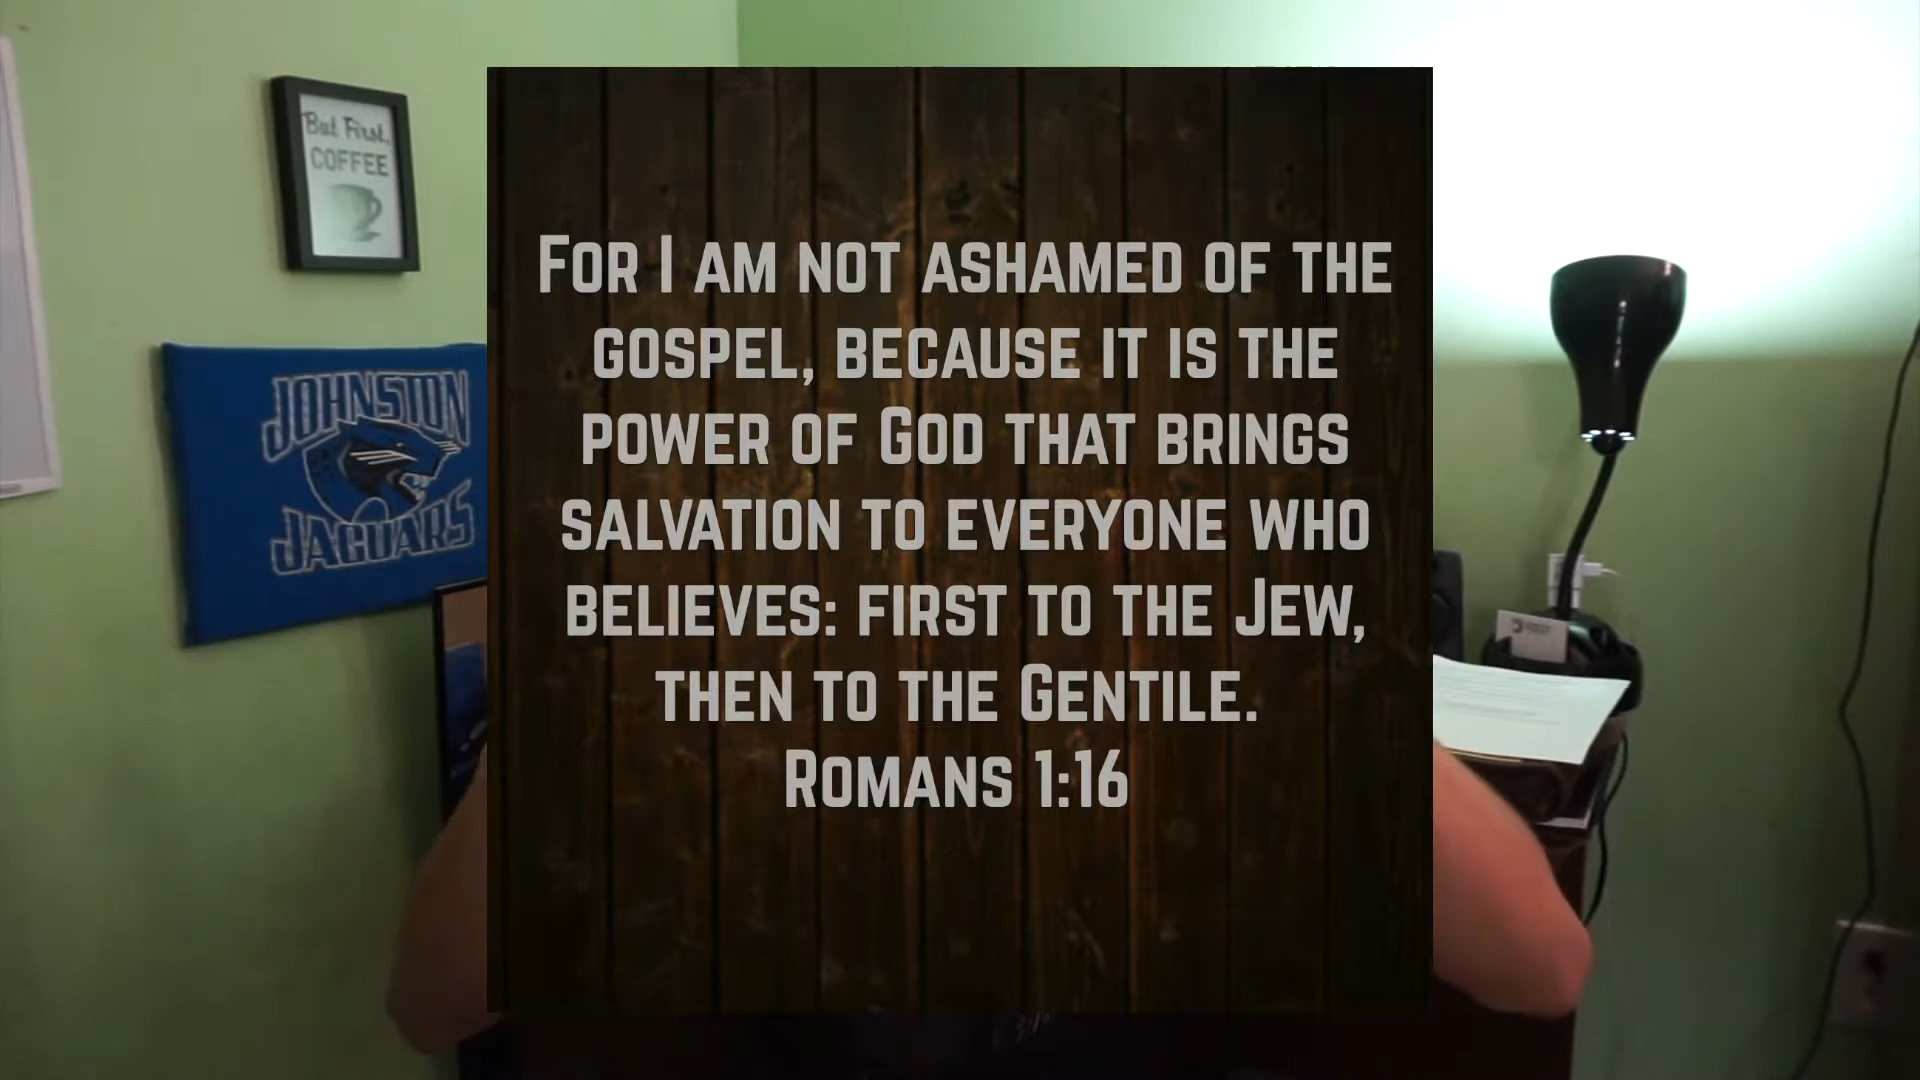 But First,
COFFEE
JOHNSTON
JAGUARS
For I am not ashamed of the
gospel, because it is the
power of God that brings
salvation to everyone who
believes: first to the Jew,
then to the Gentile.
Romans 1:16